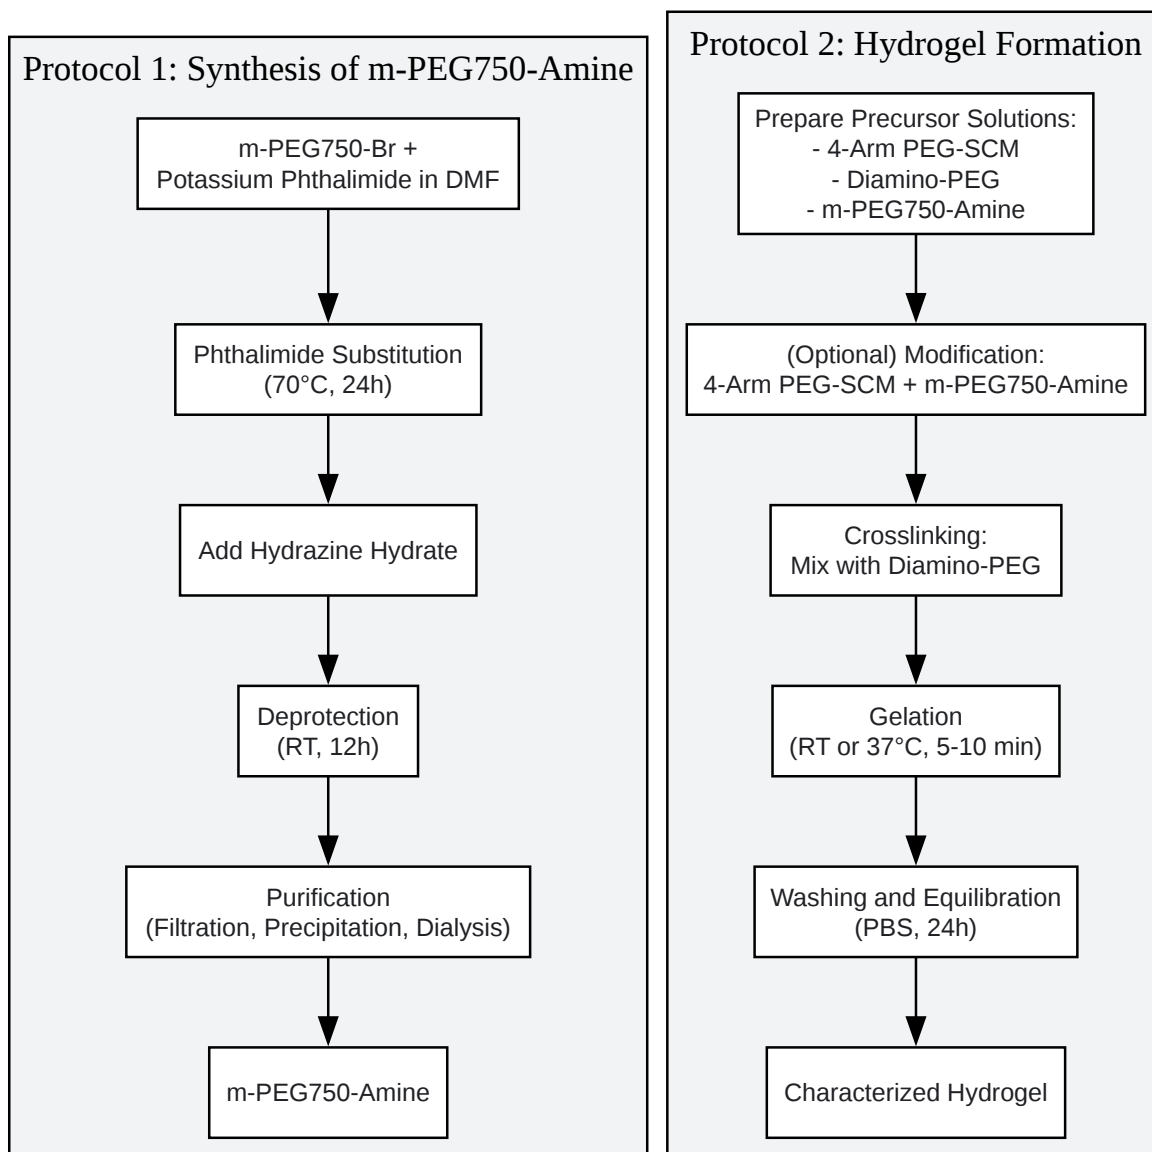 Protocol 1: Synthesis of m-PEG750-Amine
m-PEG750-Br +
Potassium Phthalimide in DMF
Phthalimide Substitution
(70°C, 24h)
Add Hydrazine Hydrate
Deprotection
(RT, 12h)
Purification
(Filtration, Precipitation, Dialysis)
m-PEG750-Amine
Protocol 2: Hydrogel Formation
Prepare Precursor Solutions:
- 4-Arm PEG-SCM
- Diamino-PEG
- m-PEG750-Amine
(Optional) Modification:
4-Arm PEG-SCM + m-PEG750-Amine
Crosslinking:
Mix with Diamino-PEG
Gelation
(RT or 37°C, 5-10 min)
Washing and Equilibration
(PBS, 24h)
Characterized Hydrogel